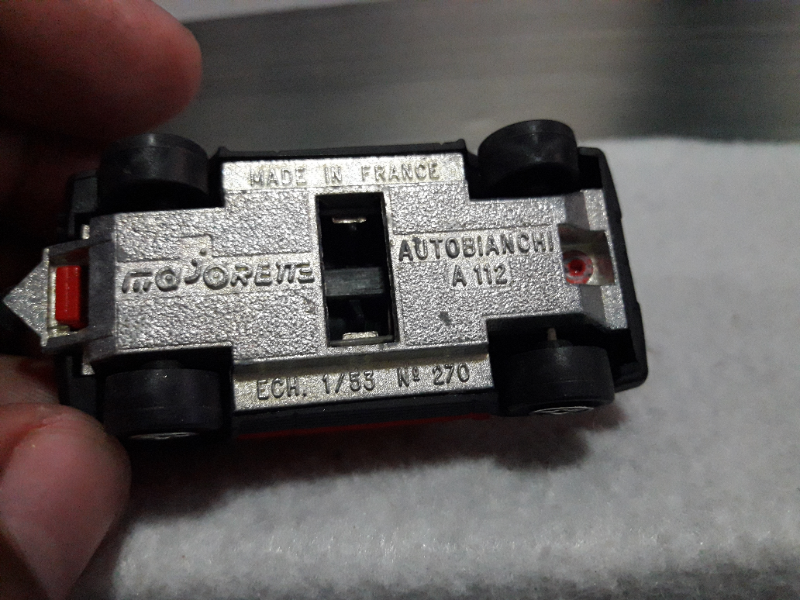 MADE IN FRANCE
majorette
AUTOBIANCHI
A 112
ECH. 1/53 Nº 270